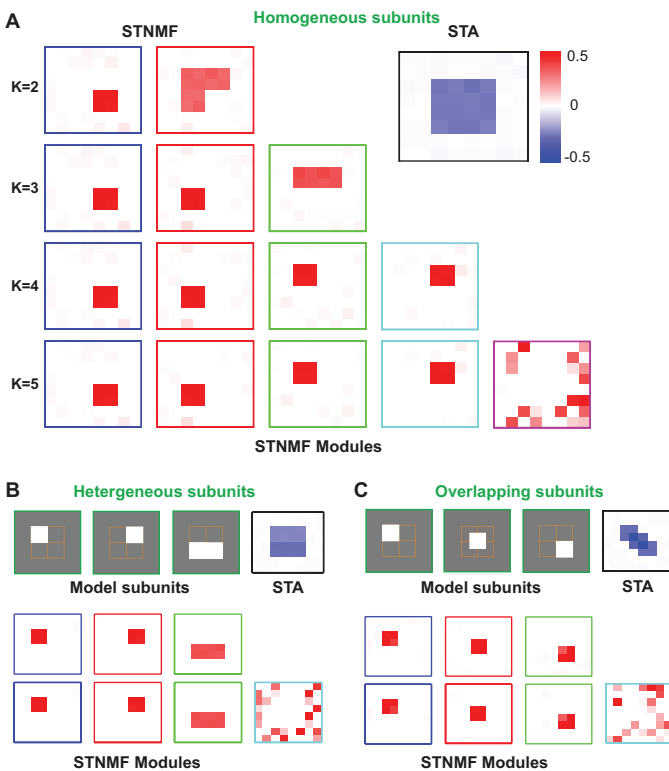 A
Homogeneous subunits
STNMF
STA
K=2
0.5
0
-0.5
K=3
K=4
K=5
STNMF Modules
B
Hetergeneous subunits
Model subunits
STA
STNMF Modules
C
Overlapping subunits
Model subunits
STA
STNMF Modules